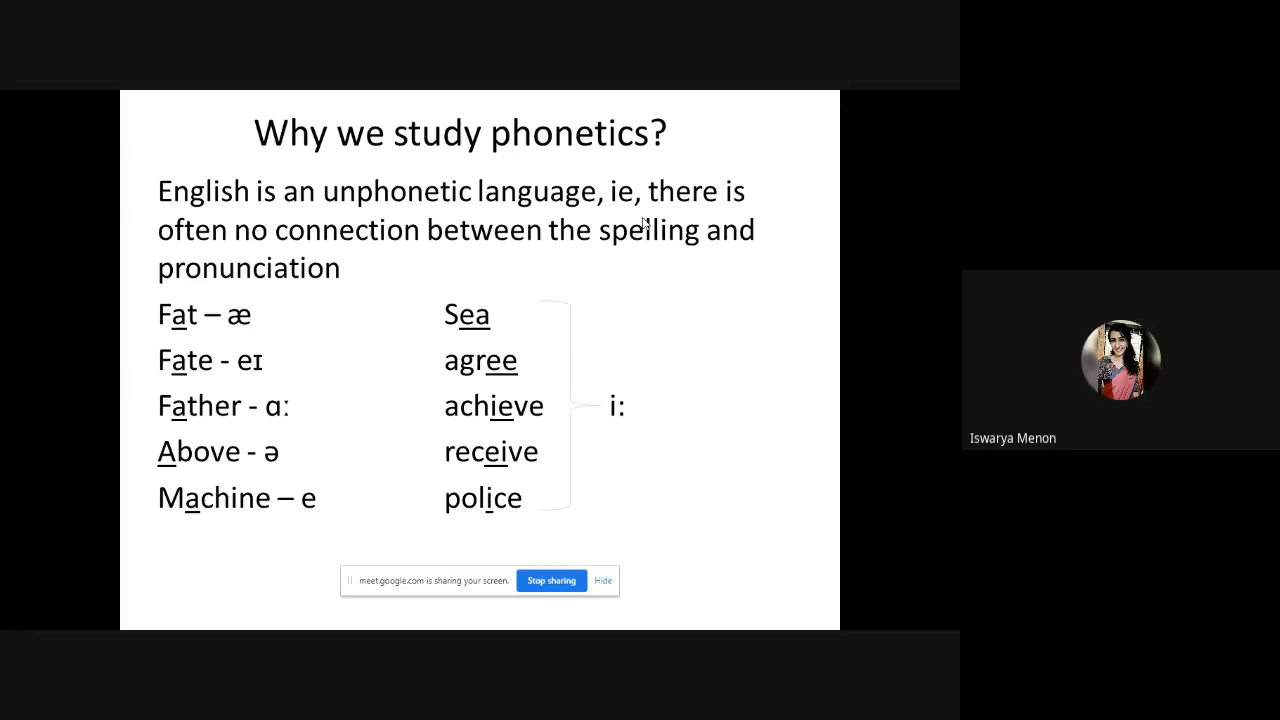 Why we study phonetics?
English is an unphonetic language, ie, there is
often no connection between the spelling and
pronunciation
Fat – æ
Fate - eɪ
Father - ɑː
Above - ə
Machine – e
Sea
agree
achieve
receive
police
i:
meet.google.com is sharing your screen. Stop sharing Hide
Iswarya Menon